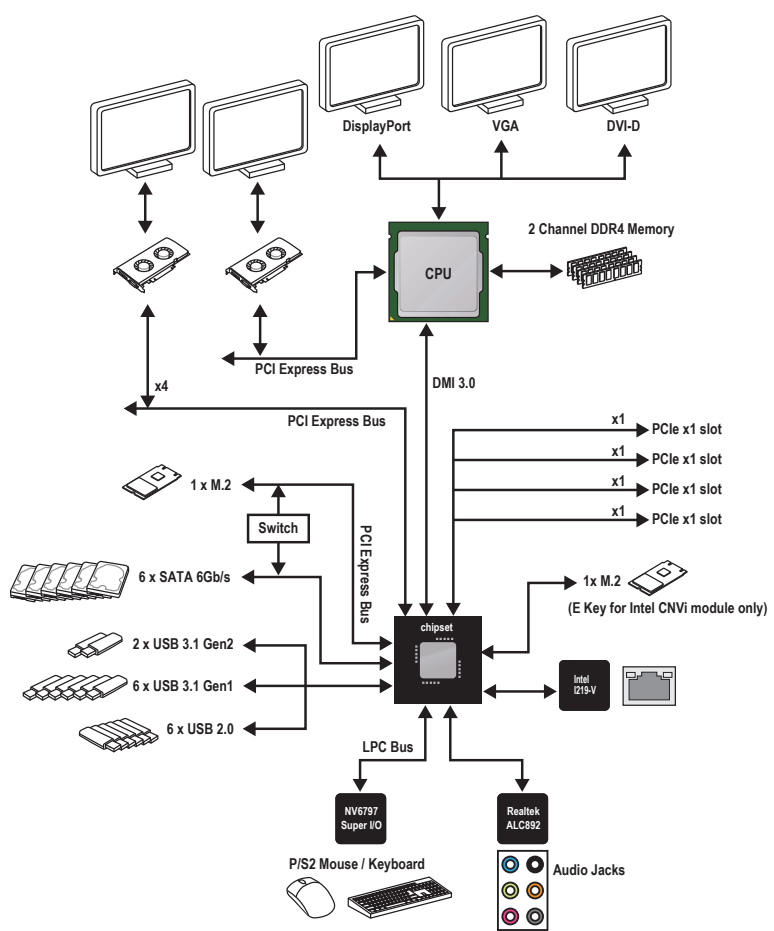 DisplayPort
VGA
DVI-D
2 Channel DDR4 Memory
CPU
PCI Express Bus
DMI 3.0
x4
PCI Express Bus
x1
PCIe x1 slot
x1
PCIe x1 slot
x1
PCIe x1 slot
x1
PCIe x1 slot
1 x M.2
Switch
PCI Express Bus
6 x SATA 6Gb/s
1x M.2
(E Key for Intel CNVi module only)
chipset
2 x USB 3.1 Gen2
6 x USB 3.1 Gen1
6 x USB 2.0
Intel
I219-V
LPC Bus
NV6797
Super I/O
Realtek
ALC892
P/S2 Mouse / Keyboard
Audio Jacks